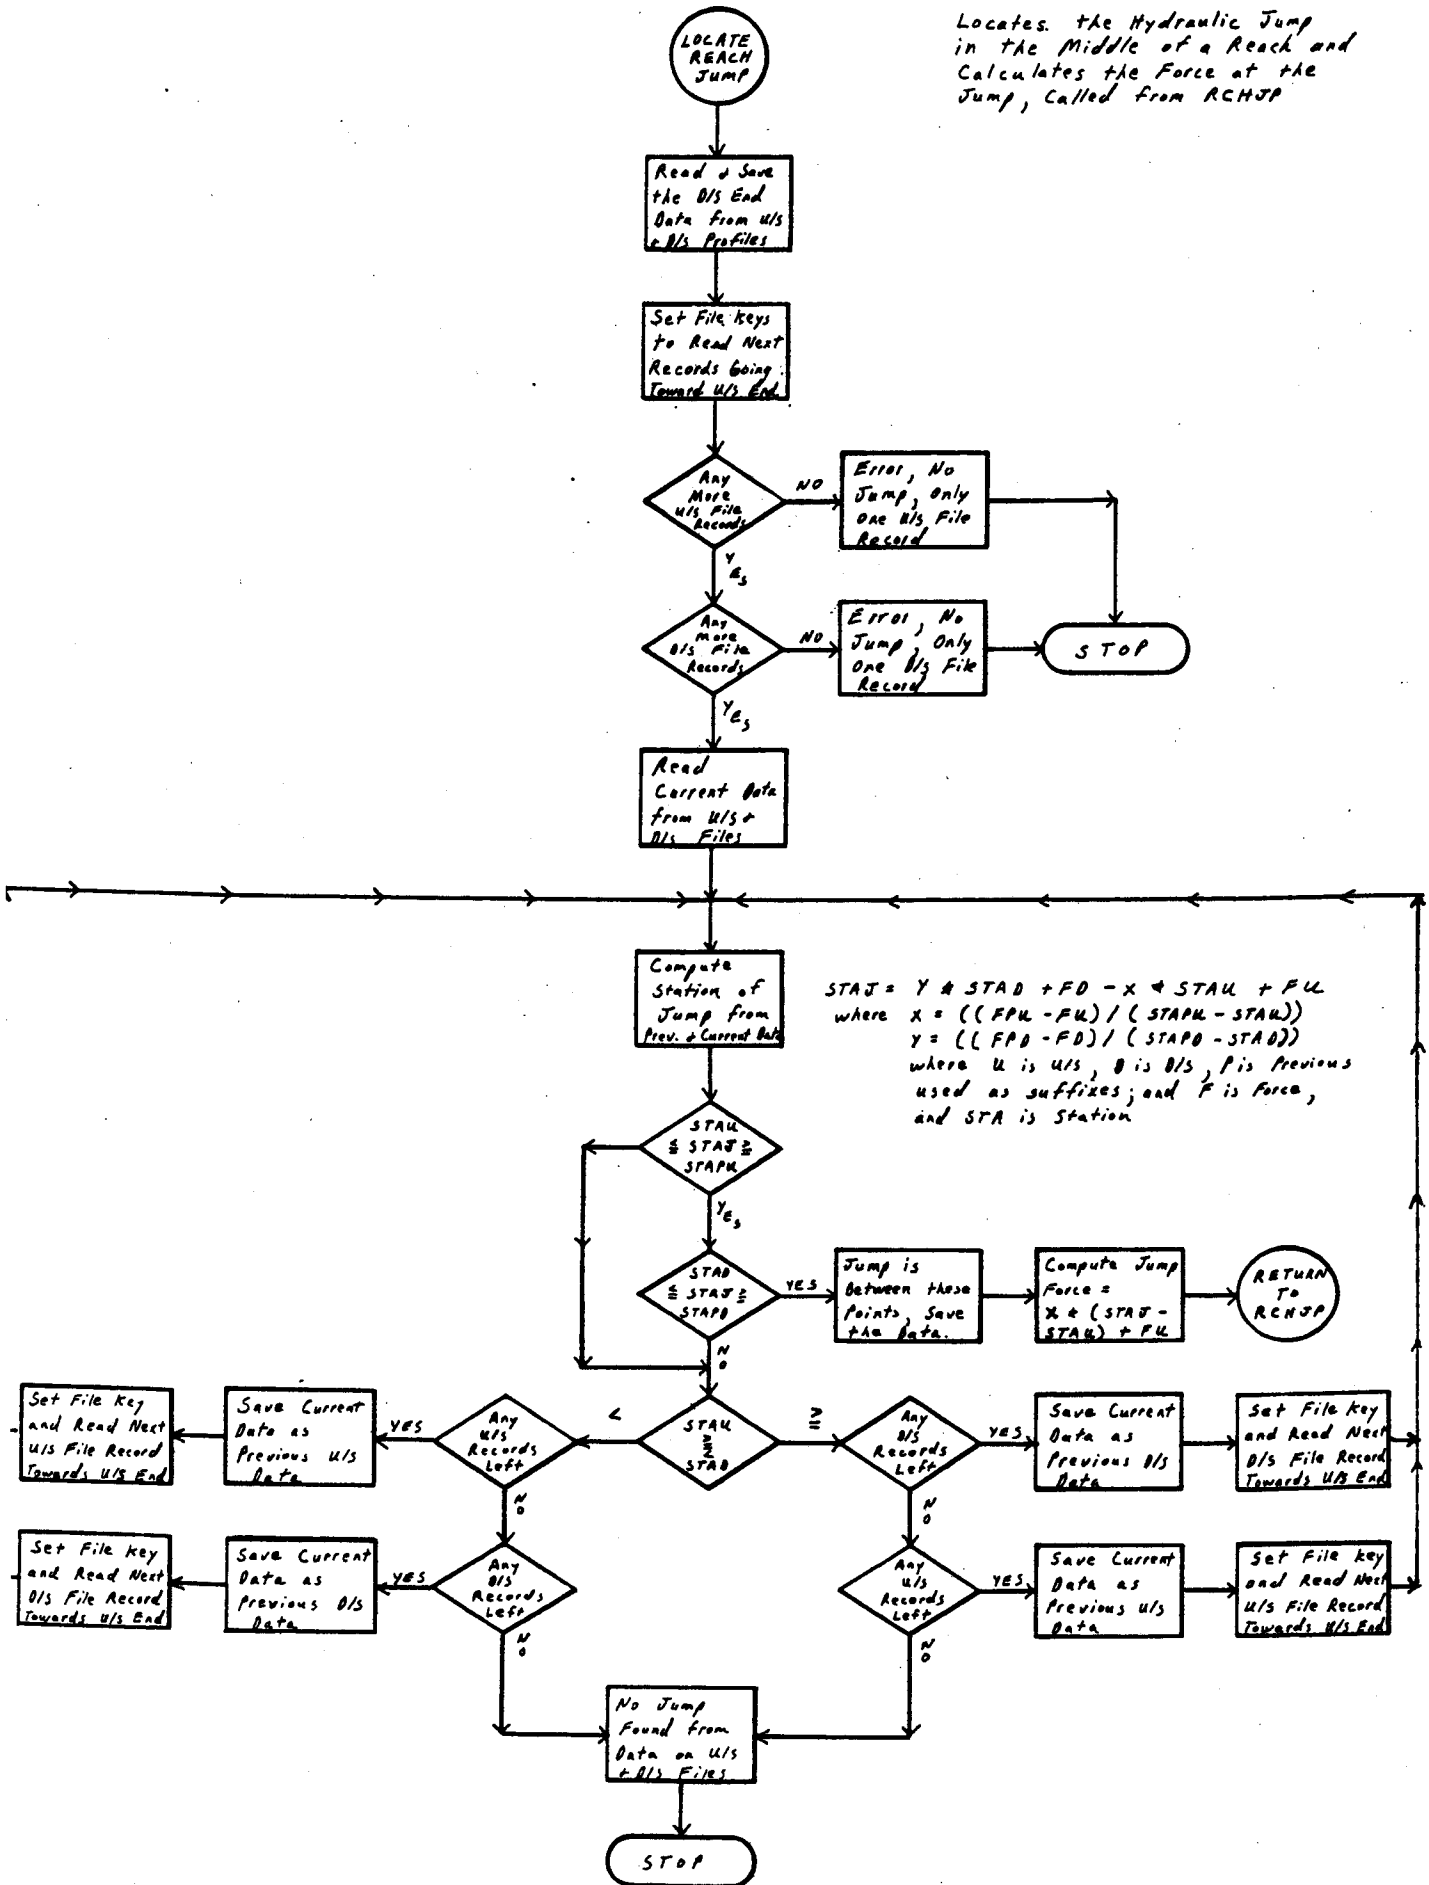 LOCATE
REACH
JUMP
Locates the Hydraulic Jump
in the Middle of a Reach and
Calculates the Force at the
Jump, Called from RCHJP
Read & Save
the D/S End
Data from U/S
& D/S Profiles
Set File Keys
to Read Next
Records Going
Toward U/S End
Any
More
U/S File
Records
NO
Error, No
Jump, Only
One U/S File
Record
YES
Any
More
D/S File
Records
NO
Error, No
Jump, Only
One D/S File
Record
STOP
YES
Read
Current Data
from U/S &
D/S Files
Compute
Station of
Jump from
Prev. & Current Data
STAJ = Y * STAD + FD - X * STAU + FU
where X = ((FPU - FU) / (STAPU - STAU))
Y = ((FPD - FD) / (STAPD - STAD))
where U is U/S, D is D/S, P is Previous
used as suffixes; and F is Force,
and STA is Station
STAU
≤ STAJ ≥
STAPU
YES
STAD
≤ STAJ ≥
STAPD
YES
Jump is
Between these
Points, Save
the Data.
Compute Jump
Force =
X * (STAJ -
STAU) + FU
RETURN
TO
RCHJP
NO
Set File Key
and Read Next
U/S File Record
Towards U/S End
Save Current
Data as
Previous U/S
Data
YES
Any
U/S
Records
Left
<
STAU
STAD
≥
Any
D/S
Records
Left
YES
Save Current
Data as
Previous D/S
Data
Set File Key
and Read Next
D/S File Record
Towards U/S End
NO
NO
Set File Key
and Read Next
D/S File Record
Towards U/S End
Save Current
Data as
Previous D/S
Data
YES
Any
D/S
Records
Left
Any
U/S
Records
Left
YES
Save Current
Data as
Previous U/S
Data
Set File Key
and Read Next
U/S File Record
Towards U/S End
NO
NO
No Jump
Found from
Data on U/S
& D/S Files
STOP